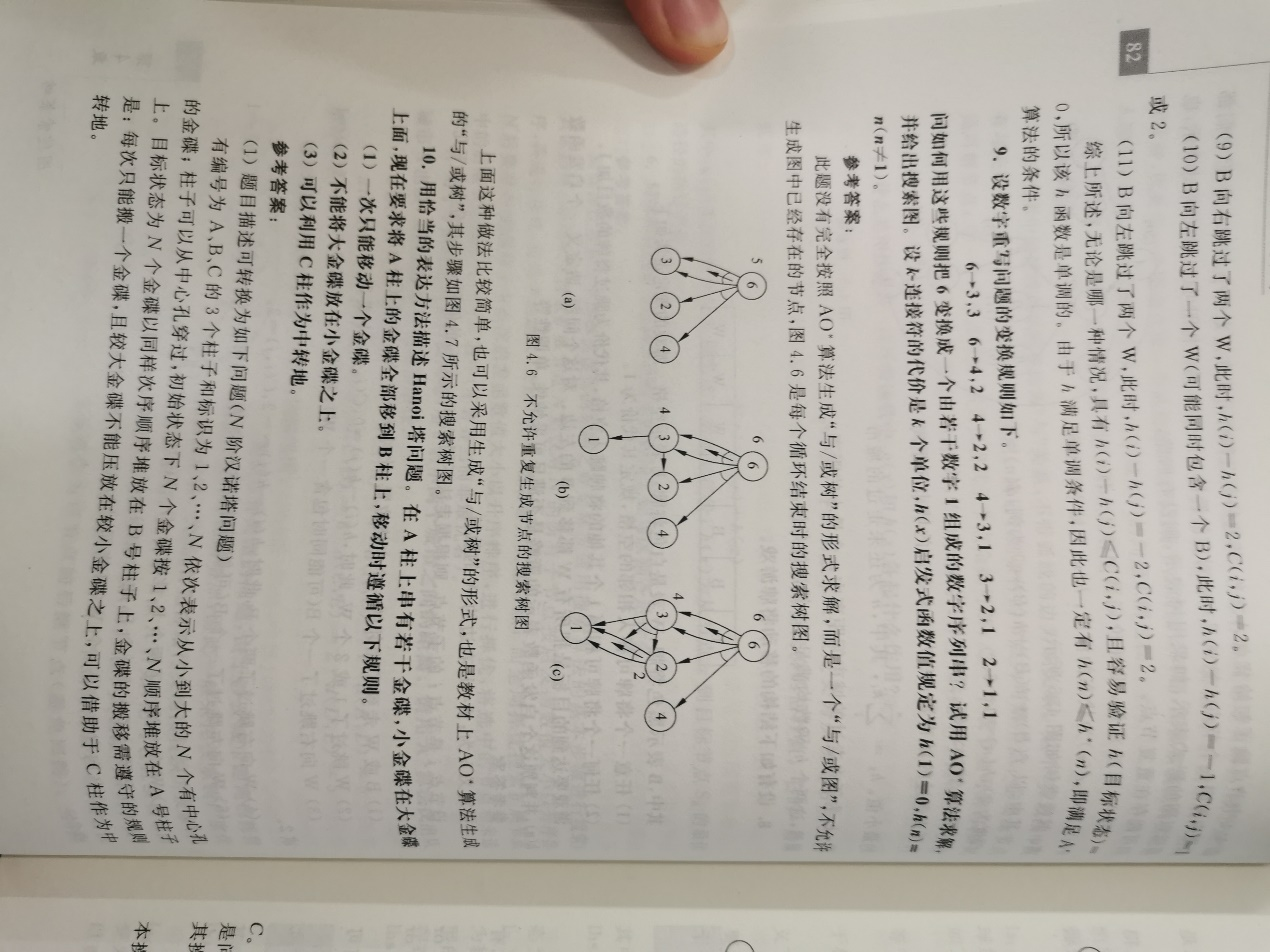 82
(9) B向右跳过了两个W,此时,h(i)-h(j)=2,C(i,j)=2。
(10) B向左跳过了一个W(可能同时包含一个B),此时,h(i)-h(j)=-1,C(i,j)=1
或2。
(11) B向左跳过了两个W,此时,h(i)-h(j)=-2,C(i,j)=2。
综上所述,无论是哪一种情况,具有h(i)-h(j)≤C(i,j),且容易验证h(目标状态)=
0,所以该h函数是单调的。由于h满足单调条件,因此也一定有h(n)≤h*(n),即满足A*
算法的条件。
9. 设数字重写问题的变换规则如下。
6→3,3 6→4,2 4→2,2 4→3,1 3→2,1 2→1,1
问如何用这些规则把6变换成一个由若干数字1组成的数字序列串?试用AO*算法求解,
并给出搜索图。设k-连接符的代价是k个单位,h(x)启发式函数值规定为h(1)=0,h(n)=
n(n≠1)。
参考答案:
此题没有完全按照AO*算法生成“与/或树”的形式求解,而是一个“与/或图”,不允许
生成图中已经存在的节点,图4.6是每个循环结束时的搜索树图。
5 6 3 2 4
(a)
6 6 4 3 2 4 1
(b)
6 6 4 3 2 2 4 1
(c)
图4.6 不允许重复生成节点的搜索树图
上面这种做法比较简单,也可以采用生成“与/或树”的形式,也是教材上AO*算法生成
的“与/或树”,其步骤如图4.7所示的搜索树图。
10. 用恰当的表达方法描述Hanoi塔问题。在A柱上串有若干金碟,小金碟在大金碟
上面,现在要求将A柱上的金碟全部移到B柱上,移动时遵循以下规则。
(1) 一次只能移动一个金碟。
(2) 不能将大金碟放在小金碟之上。
(3) 可以利用C柱作为中转地。
参考答案:
(1) 题目描述可转换为如下问题(N阶汉诺塔问题)
有编号为A、B、C的3个柱子和标识为1、2、…、N依次表示从小到大的N个有中心孔
的金碟;柱子可以从中心孔穿过,初始状态下N个金碟按1、2、…、N顺序堆放在A号柱子
上。目标状态为N个金碟以同样次序顺序堆放在B号柱子上,金碟的搬移需遵守的规则
是:每次只能搬一个金碟,且较大金碟不能压放在较小金碟之上,可以借助于C柱作为中
转地。
C。
是问
其搜
本搜